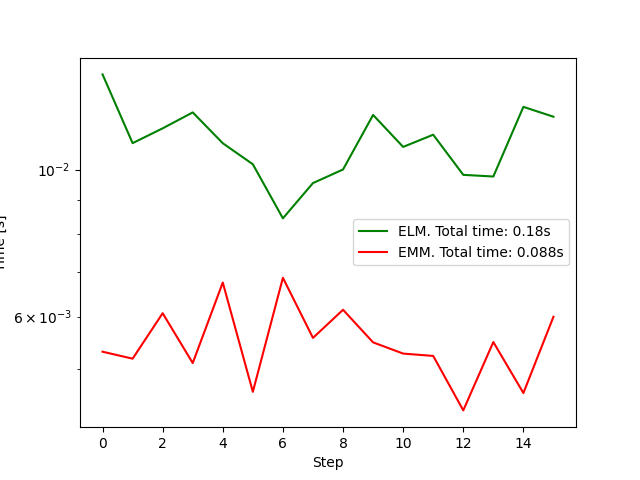 10⁻²
6 × 10⁻³
Time [s]
ELM. Total time: 0.18s
EMM. Total time: 0.088s
0 2 4 6 8 10 12 14
Step